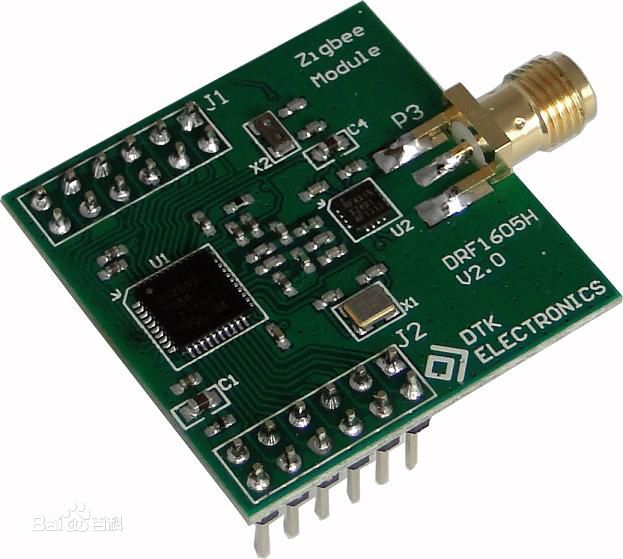 Zigbee
Module
J1
P3
C4
X2
U2
U1
DRF1605H
V2.0
X1
DTK
ELECTRONICS
J2
C1
Bai百科